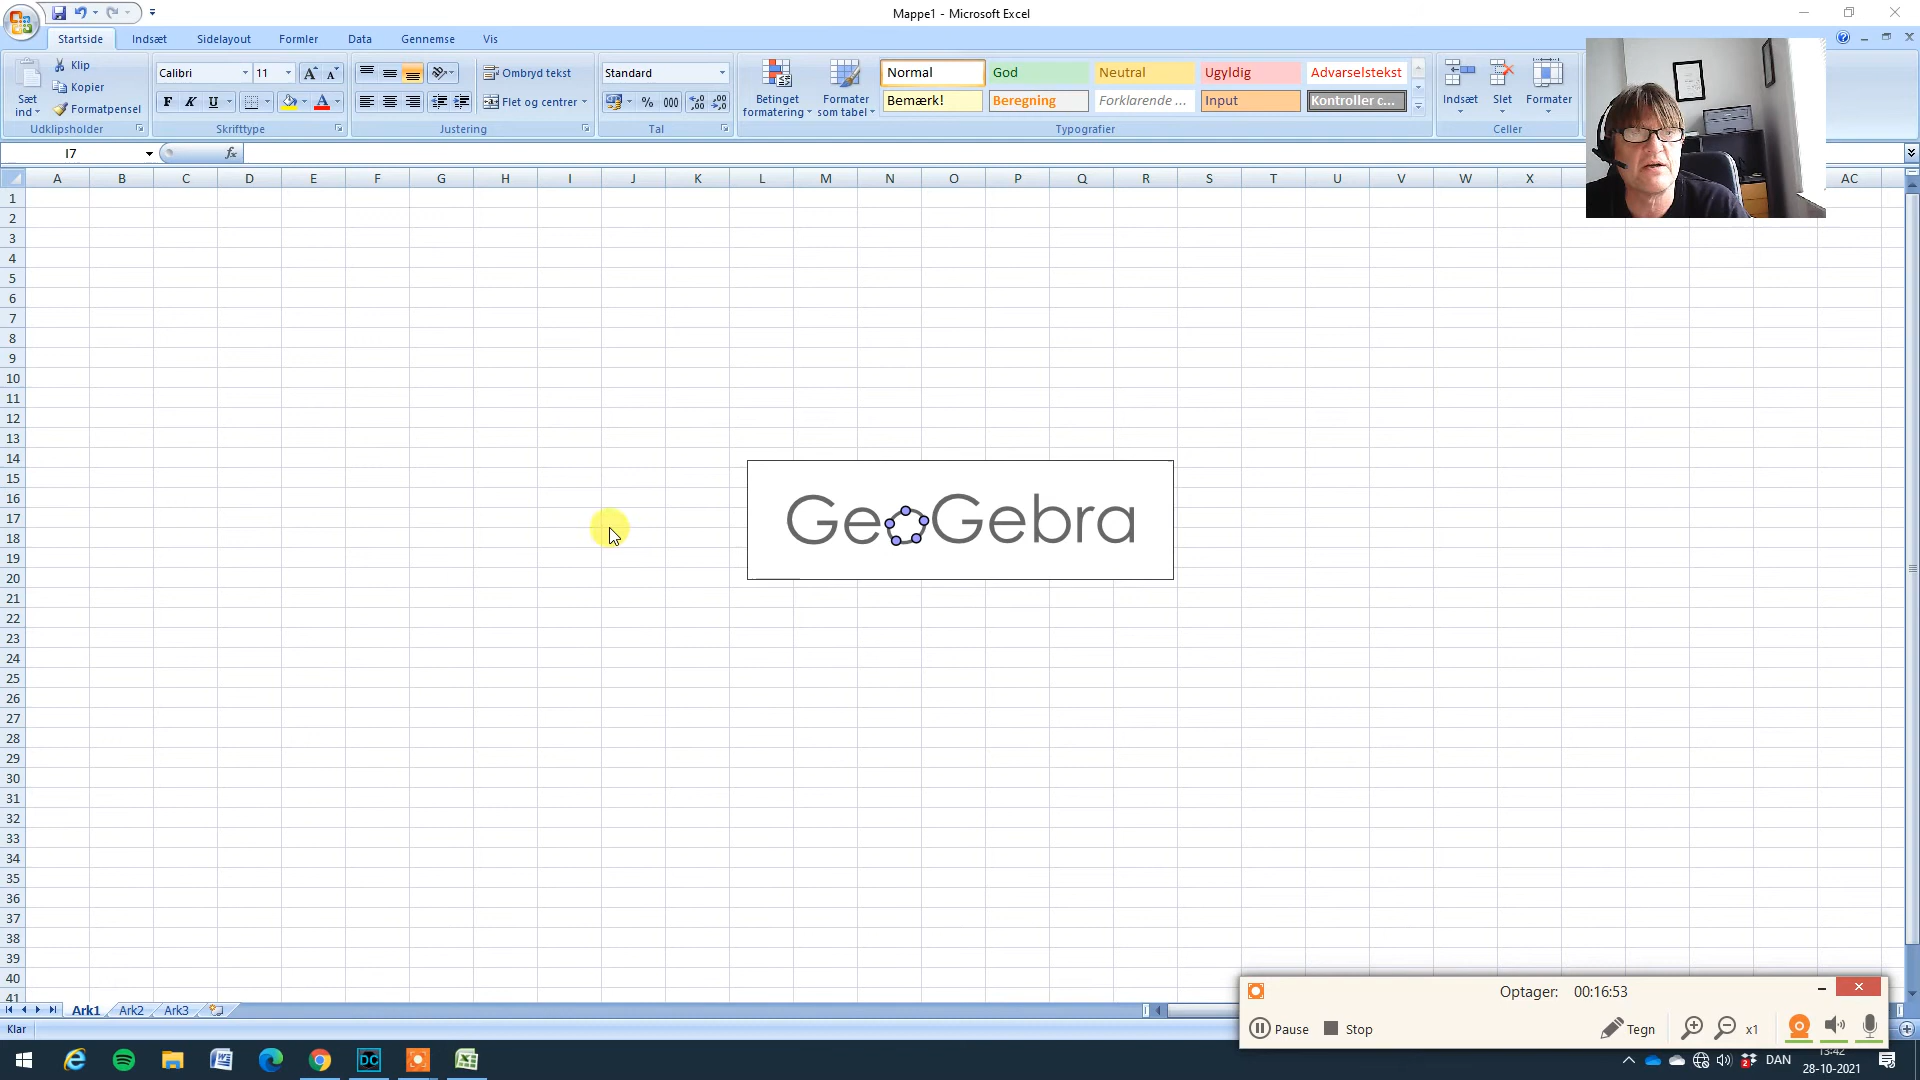 Mappe1 - Microsoft Excel
Startside Indsæt Sidelayout Formler Data Gennemse Vis
Klip
Kopier
Formatpensel
Sæt ind
Udklipsholder
Calibri 11
F K U
Skrifttype
Ombryd tekst
Flet og centrer
Justering
Standard
% 000
Tal
Betinget formatering
Formater som tabel
Normal God Neutral Ugyldig Advarselstekst
Bemærk! Beregning Forklarende ... Input Kontroller c...
Typografier
Indsæt Slet Formater
Celler
I7 fx
A B C D E F G H I J K L M N O P Q R S T U V W X AC
1
2
3
4
5
6
7
8
9
10
11
12
13
14
15
16
17
18
19
20
21
22
23
24
25
26
27
28
29
30
31
32
33
34
35
36
37
38
39
40
41
GeoGebra
Ark1 Ark2 Ark3
Klar
Optager: 00:16:53
Pause Stop Tegn x1
DAN
13:42
28-10-2021